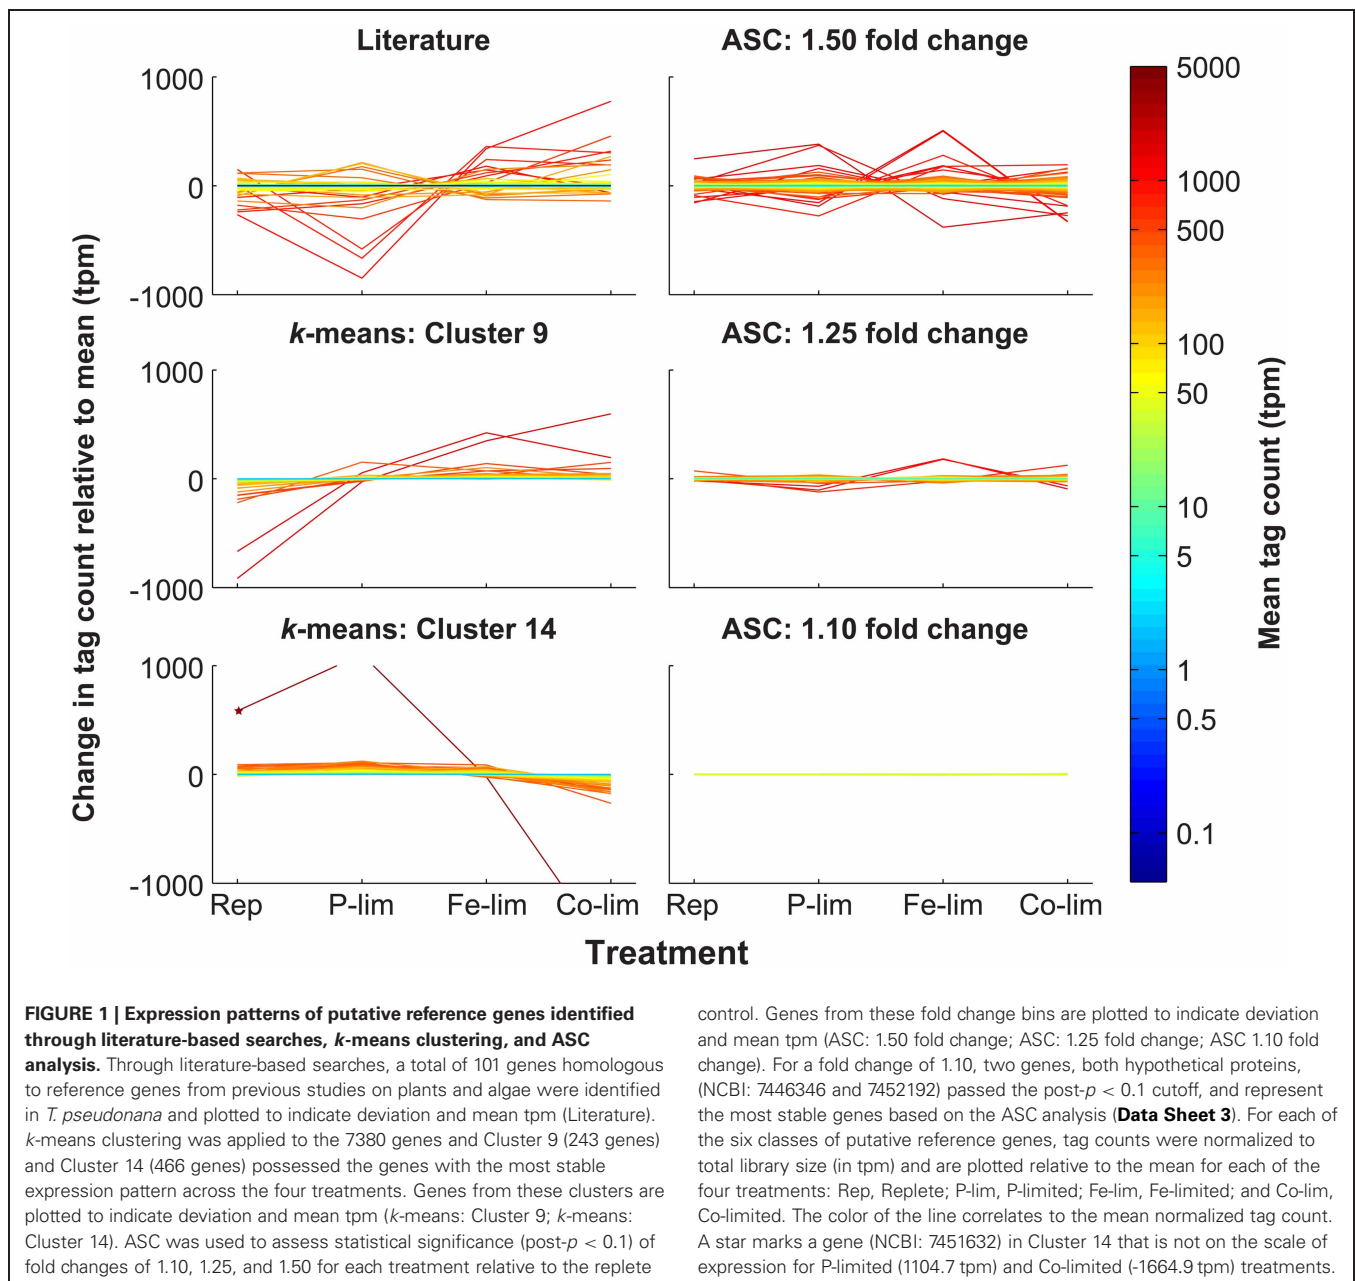 Literature
ASC: 1.50 fold change
1000
0
-1000
k-means: Cluster 9
ASC: 1.25 fold change
1000
0
-1000
k-means: Cluster 14
ASC: 1.10 fold change
1000
0
-1000
Rep P-lim Fe-lim Co-lim
Rep P-lim Fe-lim Co-lim
Treatment
Change in tag count relative to mean (tpm)
5000
1000
500
100
50
10
5
1
0.5
0.1
Mean tag count (tpm)
FIGURE 1 | Expression patterns of putative reference genes identified
through literature-based searches, k-means clustering, and ASC
analysis. Through literature-based searches, a total of 101 genes homologous
to reference genes from previous studies on plants and algae were identified
in T. pseudonana and plotted to indicate deviation and mean tpm (Literature).
k-means clustering was applied to the 7380 genes and Cluster 9 (243 genes)
and Cluster 14 (466 genes) possessed the genes with the most stable
expression pattern across the four treatments. Genes from these clusters are
plotted to indicate deviation and mean tpm (k-means: Cluster 9; k-means:
Cluster 14). ASC was used to assess statistical significance (post-p < 0.1) of
fold changes of 1.10, 1.25, and 1.50 for each treatment relative to the replete
control. Genes from these fold change bins are plotted to indicate deviation
and mean tpm (ASC: 1.50 fold change; ASC: 1.25 fold change; ASC 1.10 fold
change). For a fold change of 1.10, two genes, both hypothetical proteins,
(NCBI: 7446346 and 7452192) passed the post-p < 0.1 cutoff, and represent
the most stable genes based on the ASC analysis (Data Sheet 3). For each of
the six classes of putative reference genes, tag counts were normalized to
total library size (in tpm) and are plotted relative to the mean for each of the
four treatments: Rep, Replete; P-lim, P-limited; Fe-lim, Fe-limited; and Co-lim,
Co-limited. The color of the line correlates to the mean normalized tag count.
A star marks a gene (NCBI: 7451632) in Cluster 14 that is not on the scale of
expression for P-limited (1104.7 tpm) and Co-limited (-1664.9 tpm) treatments.